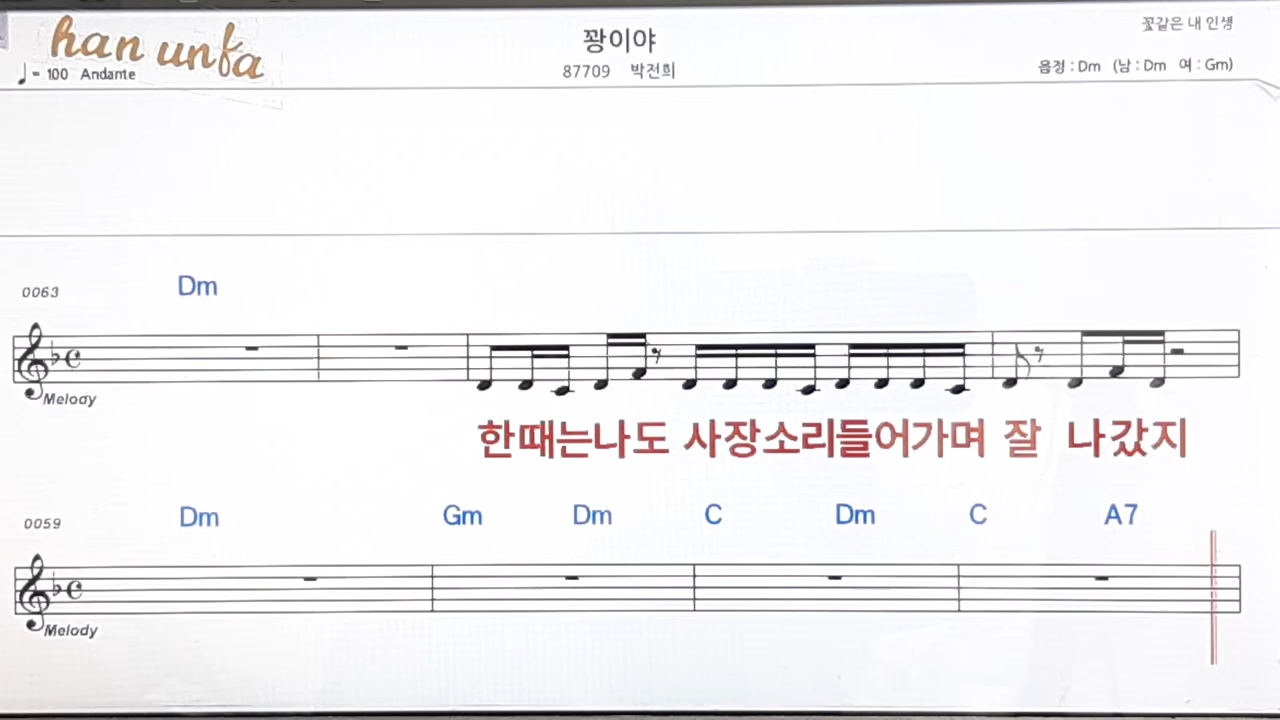 han unfa
꽝이야
꽃같은 내 인생
♩= 100 Andante
87709 박전희
음정 : Dm (남 : Dm 여 : Gm)
0063
Dm
Melody
한때는나도 사장소리들어가며 잘 나갔지
0059
Dm Gm Dm C Dm C A7
Melody